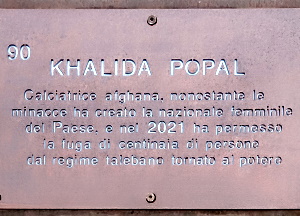 90
KHALIDA POPAL
Calciatrice afghana, nonostante le
minacce ha creato la nazionale femminile
del Paese, e nel 2021 ha permesso
la fuga di centinaia di persone
dal regime talebano tornato al potere